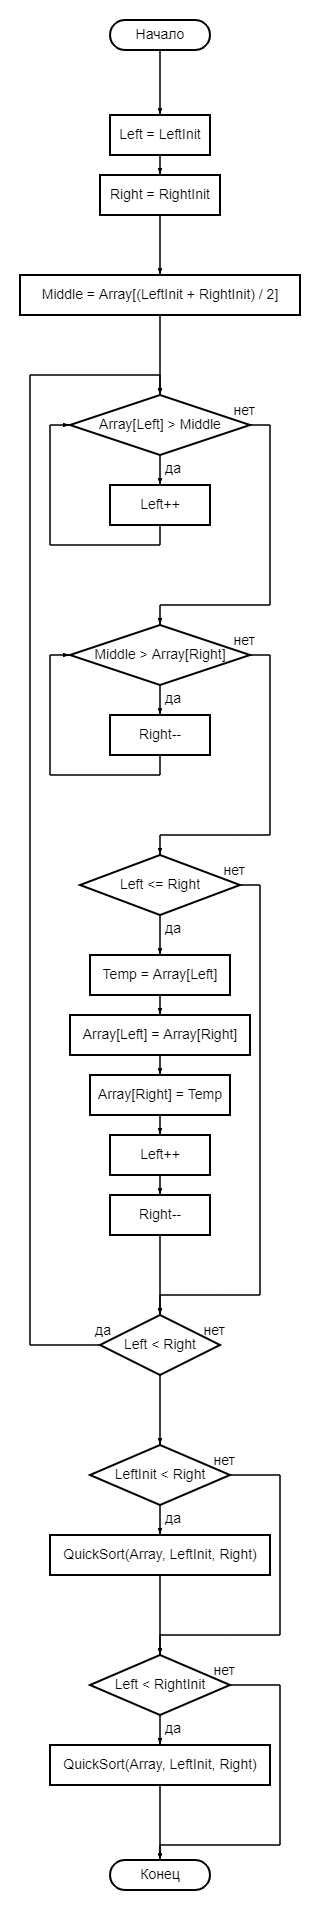 Начало
Left = LeftInit
Right = RightInit
Middle = Array[(LeftInit + RightInit) / 2]
нет
Array[Left] > Middle
да
Left++
нет
Middle > Array[Right]
да
Right--
нет
Left <= Right
да
Temp = Array[Left]
Array[Left] = Array[Right]
Array[Right] = Temp
Left++
Right--
да
нет
Left < Right
нет
LeftInit < Right
да
QuickSort(Array, LeftInit, Right)
нет
Left < RightInit
да
QuickSort(Array, LeftInit, Right)
Конец